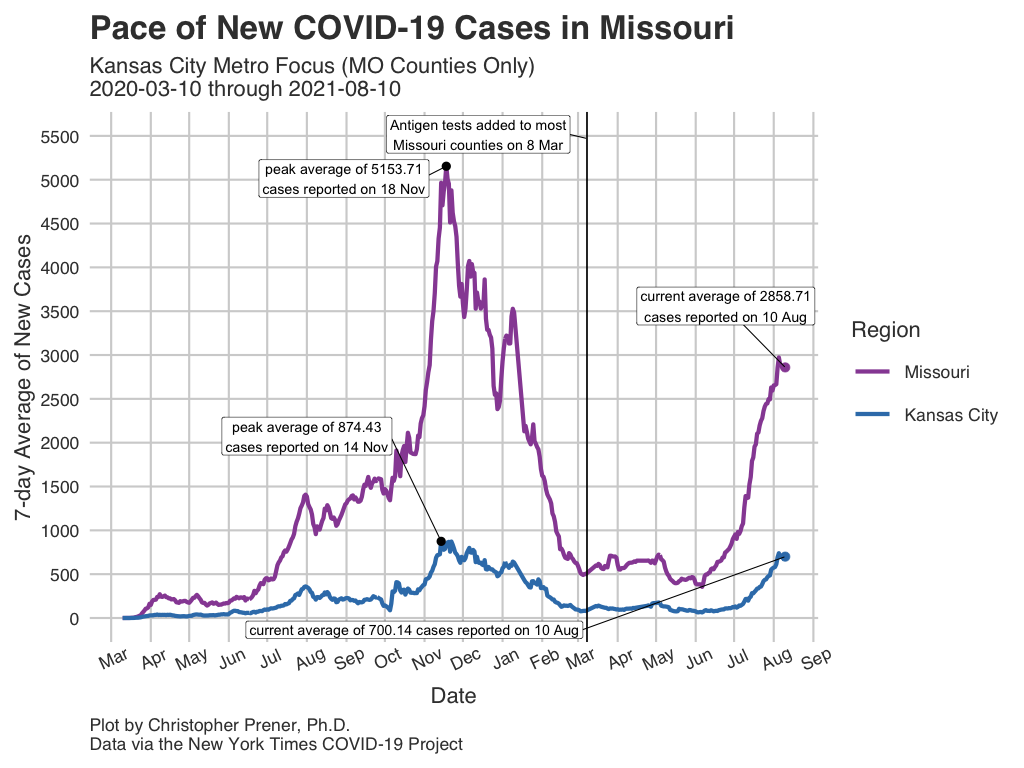 Pace of New COVID-19 Cases in Missouri
Kansas City Metro Focus (MO Counties Only)
2020-03-10 through 2021-08-10
Antigen tests added to most
Missouri counties on 8 Mar
peak average of 5153.71
cases reported on 18 Nov
current average of 2858.71
cases reported on 10 Aug
peak average of 874.43
cases reported on 14 Nov
current average of 700.14 cases reported on 10 Aug
7-day Average of New Cases
5500
5000
4500
4000
3500
3000
2500
2000
1500
1000
500
0
Mar Apr May Jun Jul Aug Sep Oct Nov Dec Jan Feb Mar Apr May Jun Jul Aug Sep
Date
Region
Missouri
Kansas City
Plot by Christopher Prener, Ph.D.
Data via the New York Times COVID-19 Project